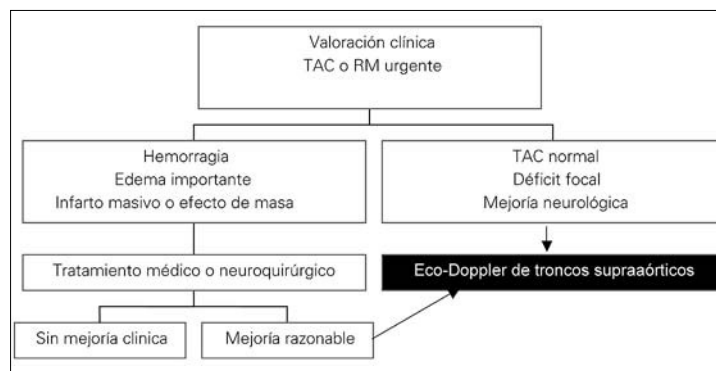 Valoración clínica
TAC o RM urgente
Hemorragia
Edema importante
Infarto masivo o efecto de masa
TAC normal
Déficit focal
Mejoría neurológica
Tratamiento médico o neuroquirúrgico
Eco-Doppler de troncos supraaórticos
Sin mejoría clinica
Mejoría razonable